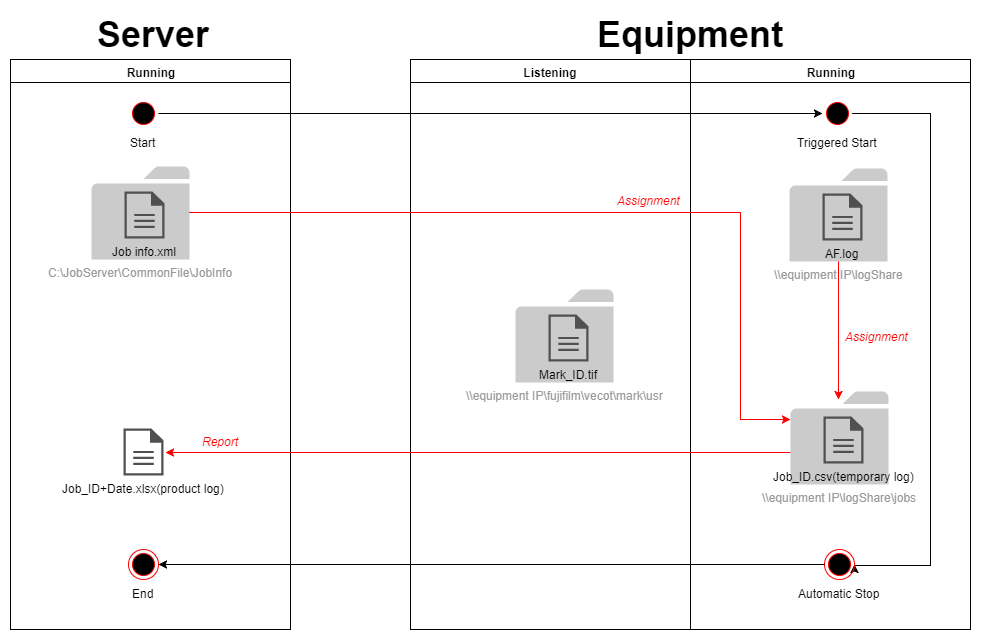 Server
Equipment
Running
Listening
Running
Start
Triggered Start
Assignment
Job info.xml
C:\JobServer\CommonFile\JobInfo
AF.log
\\equipment IP\logShare
Assignment
Mark_ID.tif
\\equipment IP\fujifilm\vecot\mark\usr
Report
Job_ID+Date.xlsx(product log)
Job_ID.csv(temporary log)
\\equipment IP\logShare\jobs
End
Automatic Stop